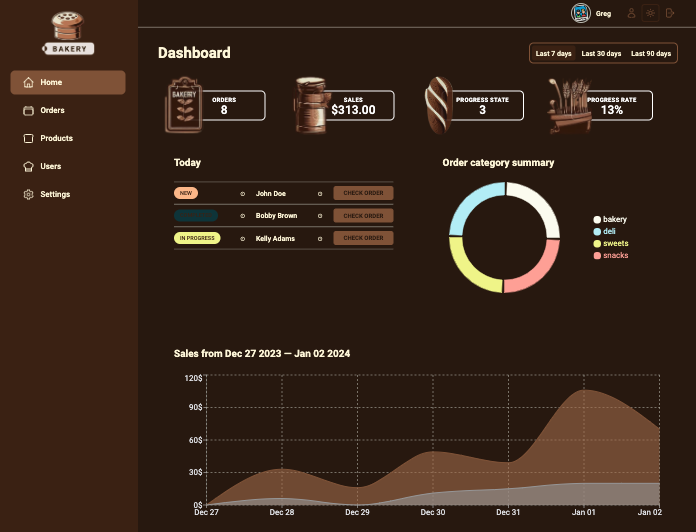 BAKERY
Home
Orders
Products
Users
Settings
Greg
Dashboard
Last 7 days
Last 30 days
Last 90 days
BAKERY
ORDERS
8
SALES
$313.00
PROGRESS STATE
3
PROGRESS RATE
13%
Today
NEW
John Doe
CHECK ORDER
Bobby Brown
CHECK ORDER
IN PROGRESS
Kelly Adams
CHECK ORDER
Order category summary
bakery
deli
sweets
snacks
Sales from Dec 27 2023 — Jan 02 2024
120$
90$
60$
30$
0$
Dec 27
Dec 28
Dec 29
Dec 30
Dec 31
Jan 01
Jan 02